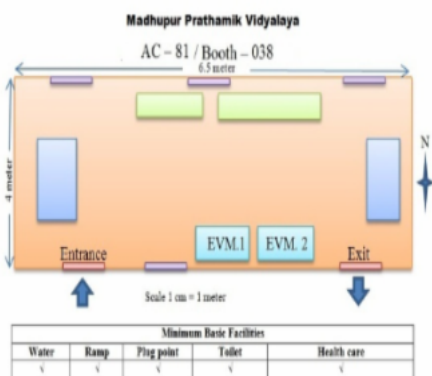 Madhupur Prathamik Vidyalaya
AC – 81 / Booth – 038
6.5 meter
4 meter
N
EVM.1 EVM. 2
Entrance Exit
Scale 1 cm = 1 meter
Minimum Basic Facilities
Water Ramp Plug point Toilet Health care
√ √ √ √ √